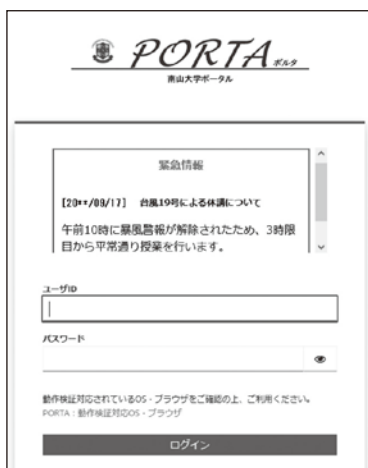 PORTA ポルタ
南山大学ポータル
緊急情報
[20**/09/17] 台風19号による休講について
午前10時に暴風警報が解除されたため、3時限
目から平常通り授業を行います。
ユーザID
パスワード
動作検証対応されているOS・ブラウザをご確認の上、ご利用ください。
PORTA：動作検証対応OS・ブラウザ
ログイン